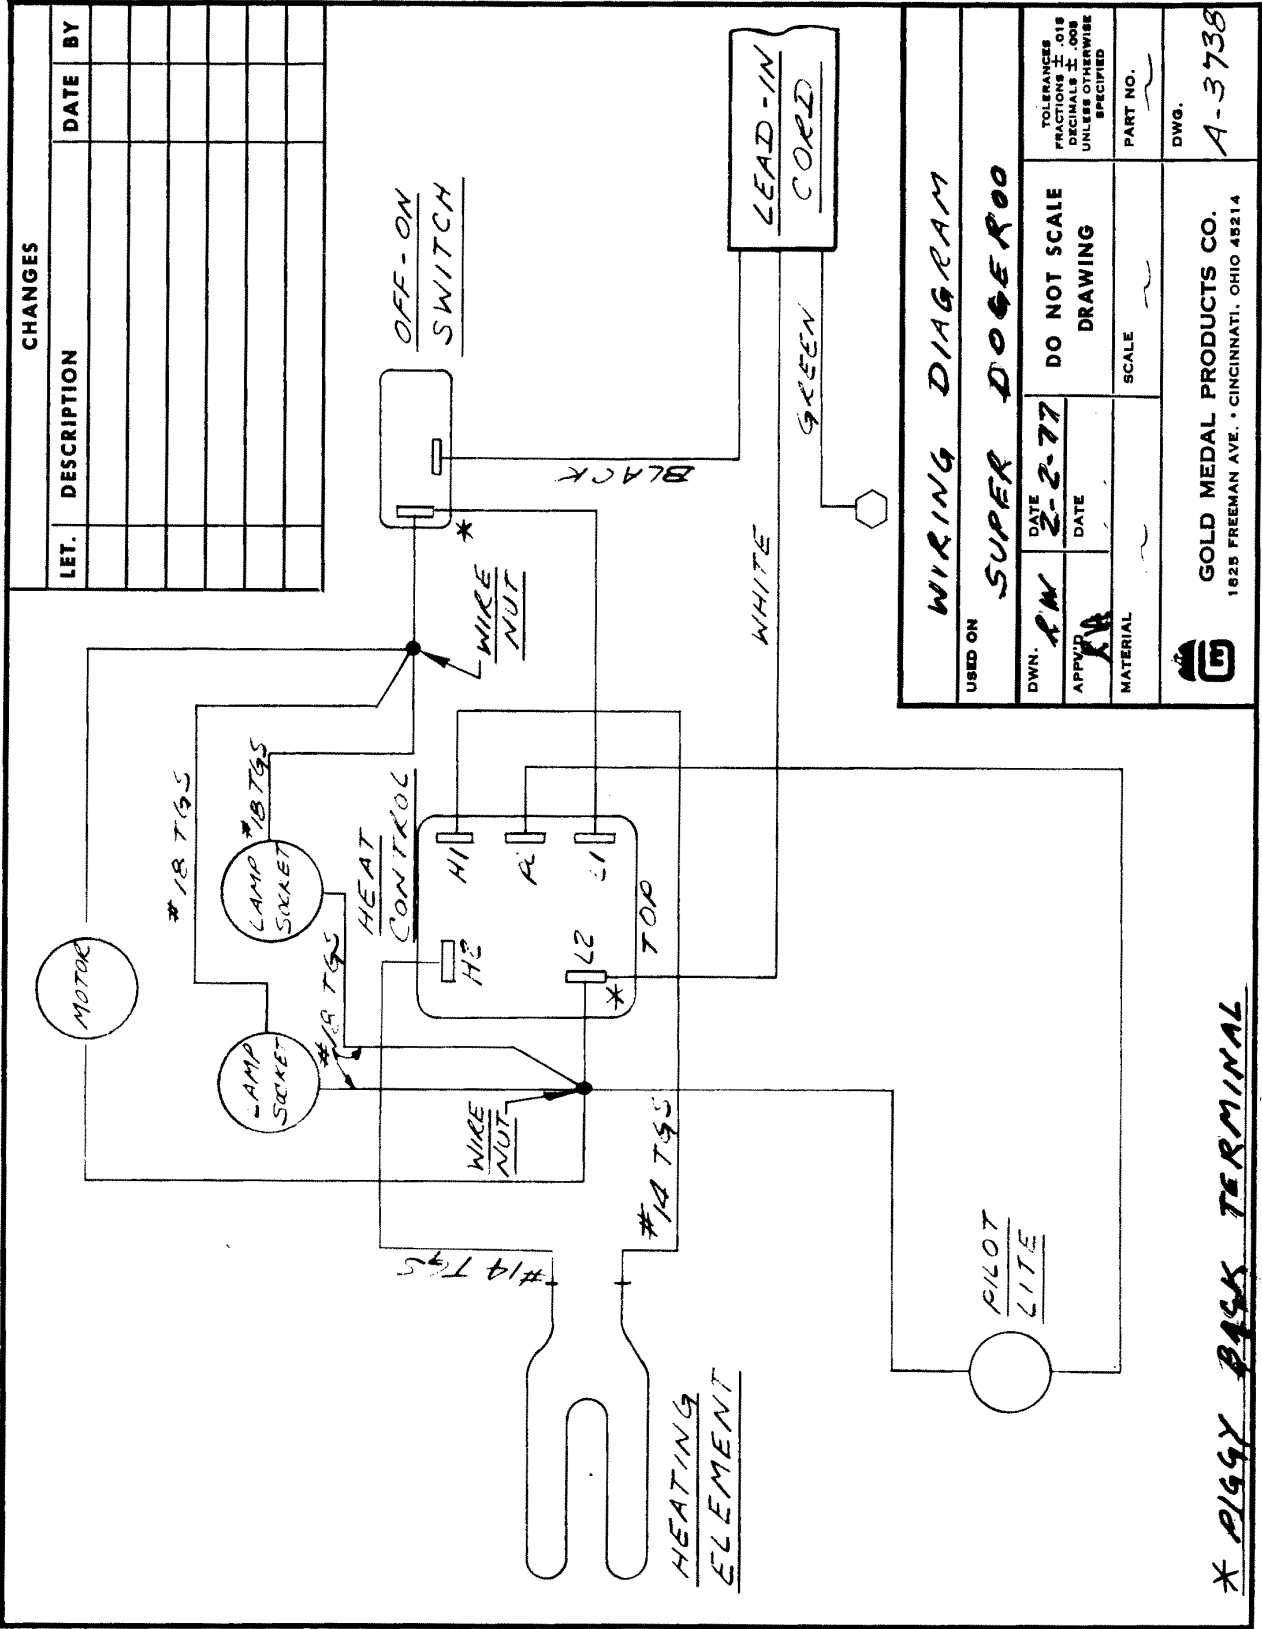 CHANGES
LET. DESCRIPTION DATE BY
OFF-ON
SWITCH
LEAD-IN
CORD
BLACK
GREEN
WHITE
*
WIRE
NUT
#18 TGS
#18 TGS
MOTOR
LAMP
SOCKET
LAMP
SOCKET
#18 TGS
HEAT
CONTROL
H1
H2
L1
L2
*
TOP
WIRE
NUT
#14 TGS
#14 TGS
HEATING
ELEMENT
PILOT
LITE
* PIGGY BACK TERMINAL
WIRING DIAGRAM
USED ON
SUPER DOGEROO
DWN. RW
DATE
2-2-77
APPV'D
DATE
DO NOT SCALE
DRAWING
TOLERANCES
FRACTIONS ± .015
DECIMALS ± .005
UNLESS OTHERWISE
SPECIFIED
MATERIAL ~
SCALE ~
PART NO. ~
GOLD MEDAL PRODUCTS CO.
1825 FREEMAN AVE. • CINCINNATI, OHIO 45214
DWG.
A-3738